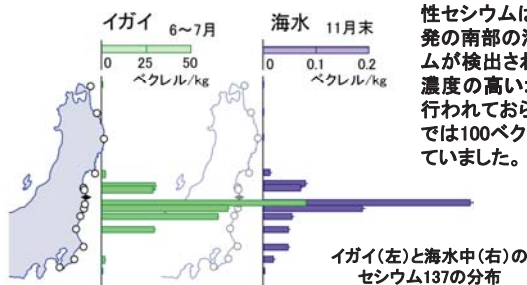 イガイ 6～7月
0 25 50
ベクレル/kg
海水 11月末
0 0.1 0.2
ベクレル/kg
性セシウムは
発の南部の
ムが検出され
濃度の高い
行われておら
では100ベク
ていました。
イガイ(左)と海水中(右)の
セシウム137の分布